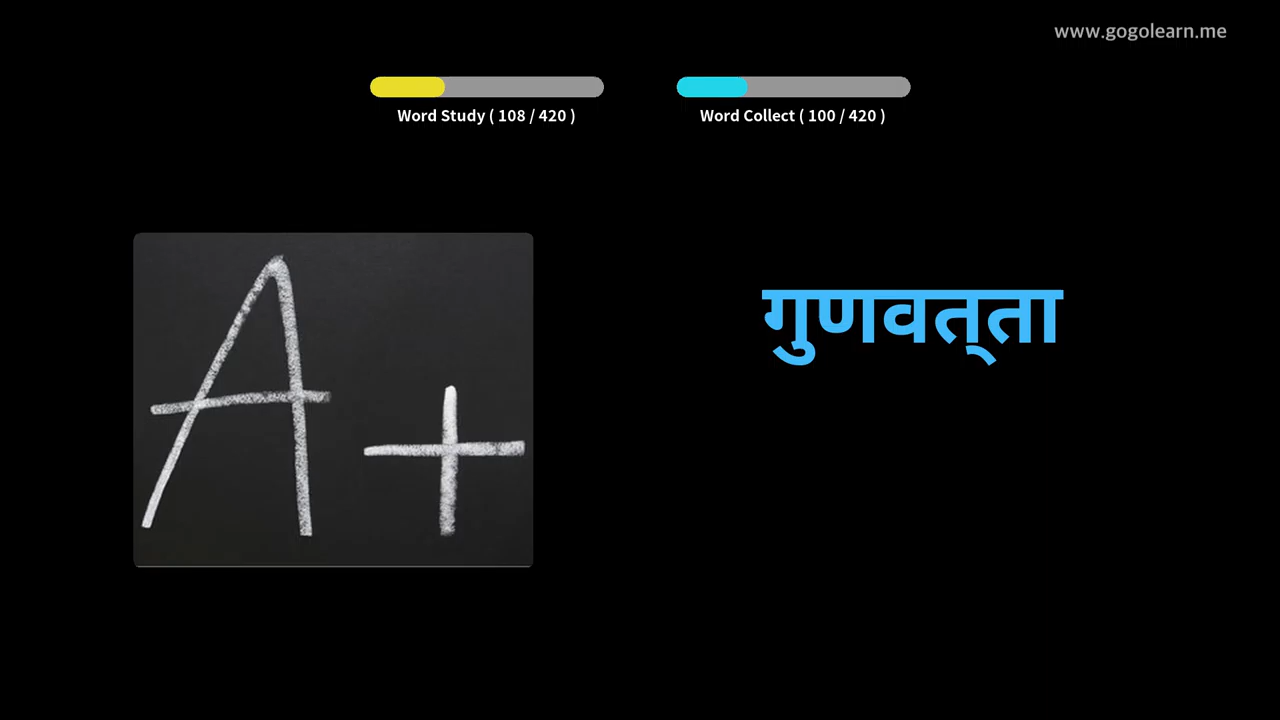 www.gogolearn.me
Word Study ( 108 / 420 )
Word Collect ( 100 / 420 )
A+
गुणवत्‌ता